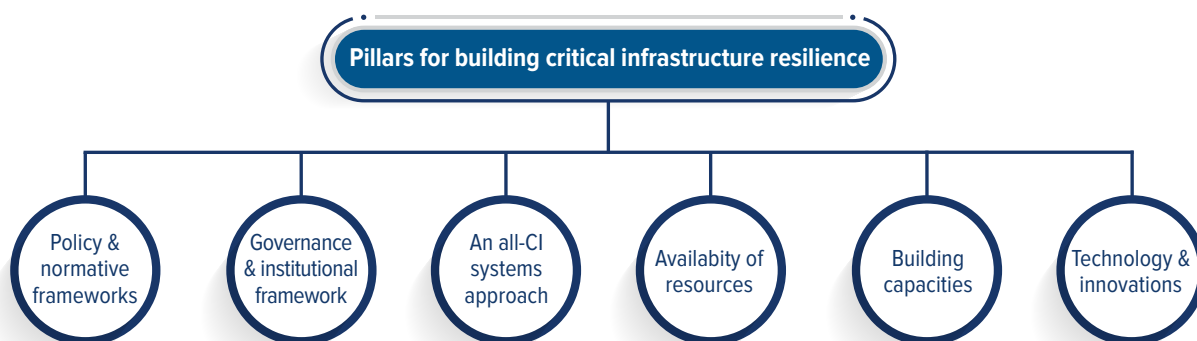 Pillars for building critical infrastructure resilience
Policy &
normative
frameworks
Governance
& institutional
framework
An all-CI
systems
approach
Availabity of
resources
Building
capacities
Technology &
innovations